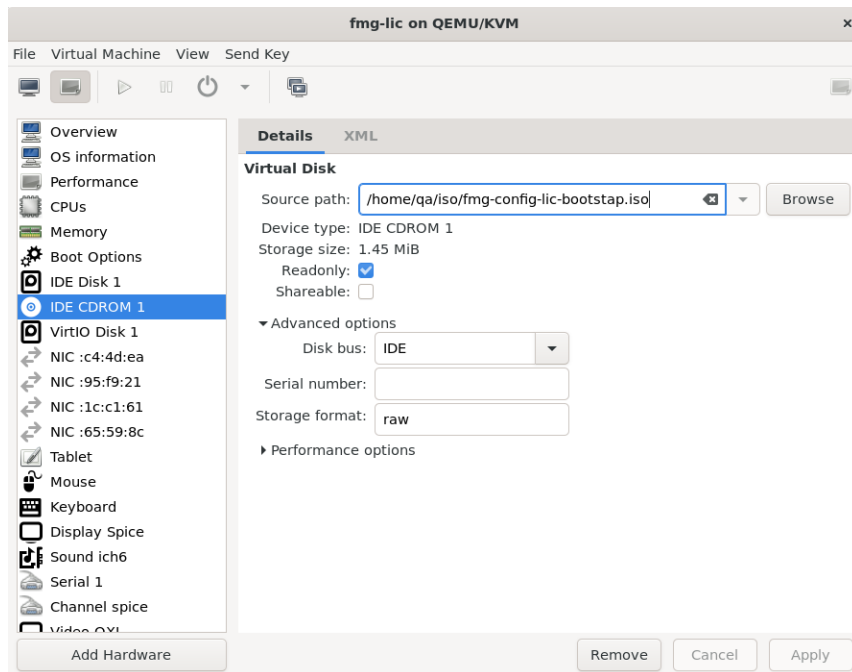 fmg-lic on QEMU/KVM
File Virtual Machine View Send Key
Overview
OS information
Performance
CPUs
Memory
Boot Options
IDE Disk 1
IDE CDROM 1
VirtIO Disk 1
NIC :c4:4d:ea
NIC :95:f9:21
NIC :1c:c1:61
NIC :65:59:8c
Tablet
Mouse
Keyboard
Display Spice
Sound ich6
Serial 1
Channel spice
Video QXL
Add Hardware
Details XML
Virtual Disk
Source path: /home/qa/iso/fmg-config-lic-bootstap.iso Browse
Device type: IDE CDROM 1
Storage size: 1.45 MiB
Readonly:
Shareable:
Advanced options
Disk bus: IDE
Serial number:
Storage format: raw
Performance options
Remove Cancel Apply